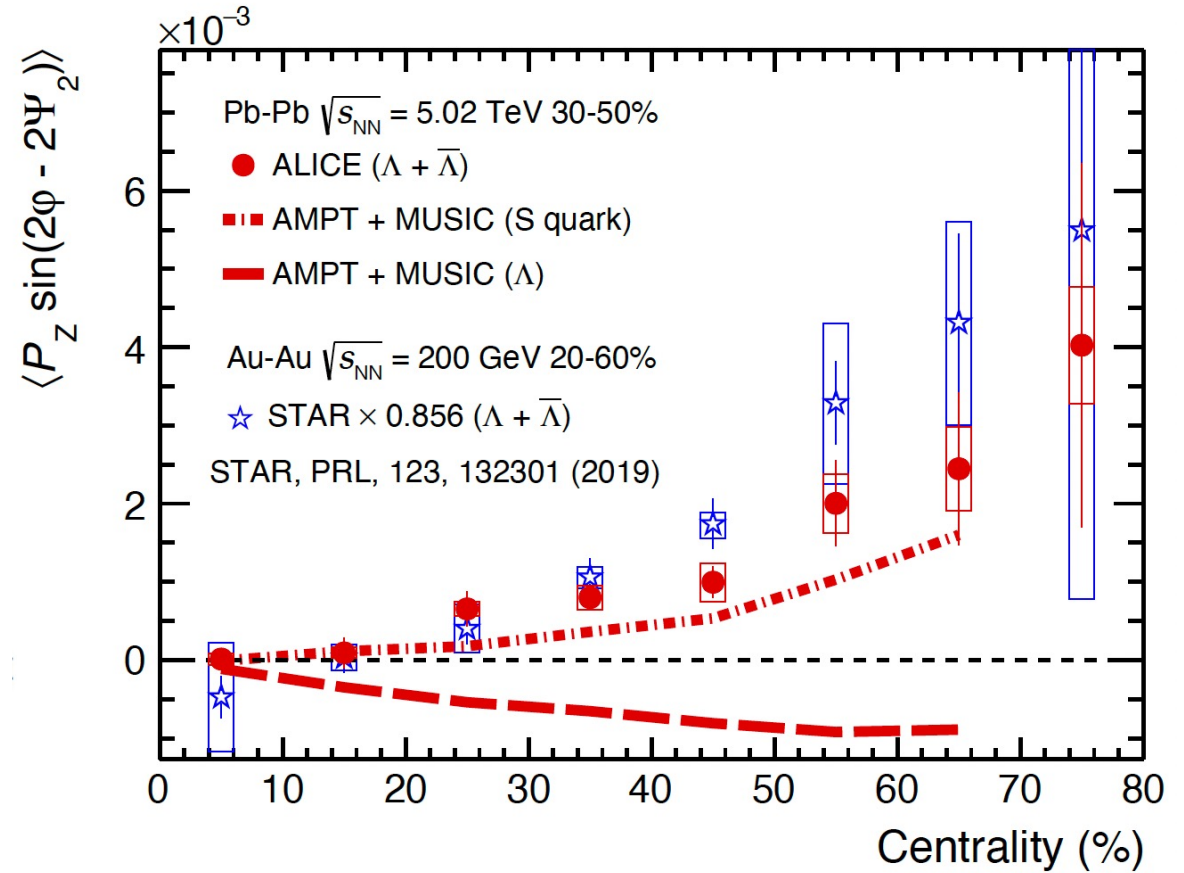 ×10⁻³
⟨P_Z sin(2φ - 2Ψ₂)⟩
Pb-Pb √s_NN = 5.02 TeV 30-50%
ALICE (Λ + Λ̅)
AMPT + MUSIC (S quark)
AMPT + MUSIC (Λ)
Au-Au √s_NN = 200 GeV 20-60%
STAR × 0.856 (Λ + Λ̅)
STAR, PRL, 123, 132301 (2019)
6
4
2
0
0 10 20 30 40 50 60 70 80
Centrality (%)